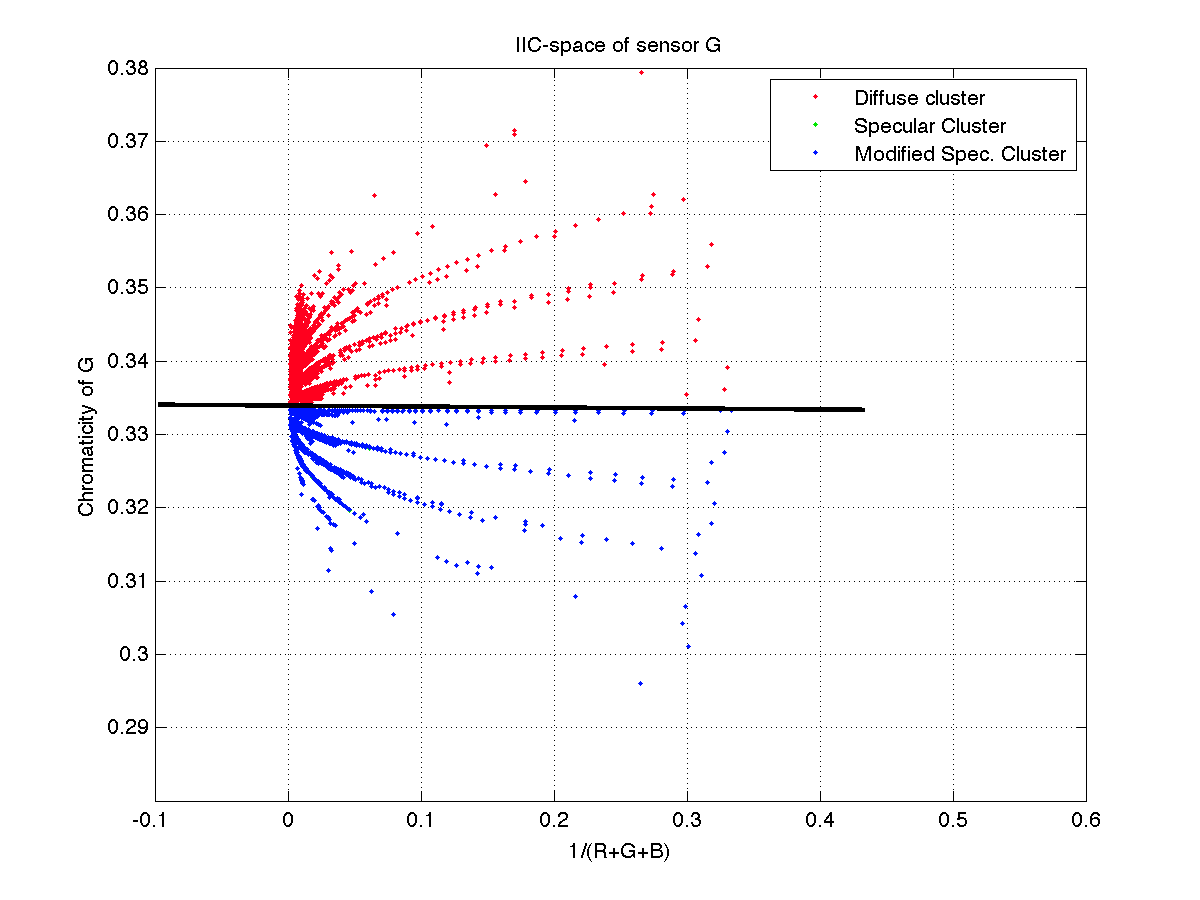 IIC-space of sensor G
0.38
0.37
0.36
0.35
0.34
0.33
0.32
0.31
0.3
0.29
Chromaticity of G
Diffuse cluster
Specular Cluster
Modified Spec. Cluster
-0.1 0 0.1 0.2 0.3 0.4 0.5 0.6
1/(R+G+B)